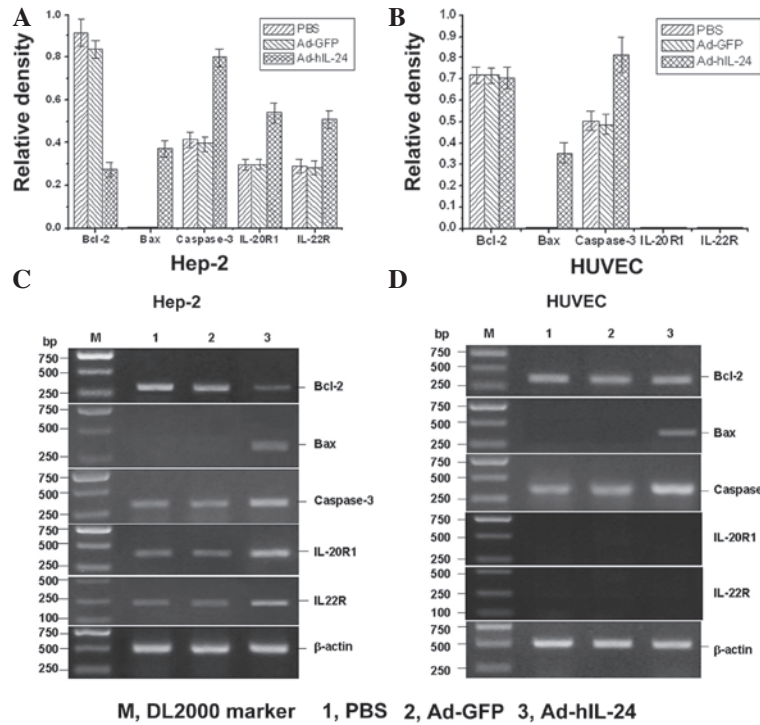 A
Relative density
1.0
0.8
0.6
0.4
0.2
0.0
PBS
Ad-GFP
Ad-hIL-24
Bcl-2 Bax Caspase-3 IL-20R1 IL-22R
Hep-2
B
Relative density
1.0
0.9
0.8
0.7
0.6
0.5
0.4
0.3
0.2
0.1
0.0
PBS
Ad-GFP
Ad-hIL-24
Bcl-2 Bax Caspase-3 IL-20R1 IL-22R
HUVEC
C
Hep-2
bp M 1 2 3
750
500
250
Bcl-2
750
250
Bax
750
500
250
Caspase-3
750
500
250
IL-20R1
500
250
100
IL22R
750
500
250
β-actin
D
HUVEC
bp M 1 2 3
750
500
250
Bcl-2
750
500
250
Bax
750
500
250
Caspase
750
500
250
IL-20R1
500
250
100
IL-22R
750
500
250
β-actin
M, DL2000 marker 1, PBS 2, Ad-GFP 3, Ad-hIL-24